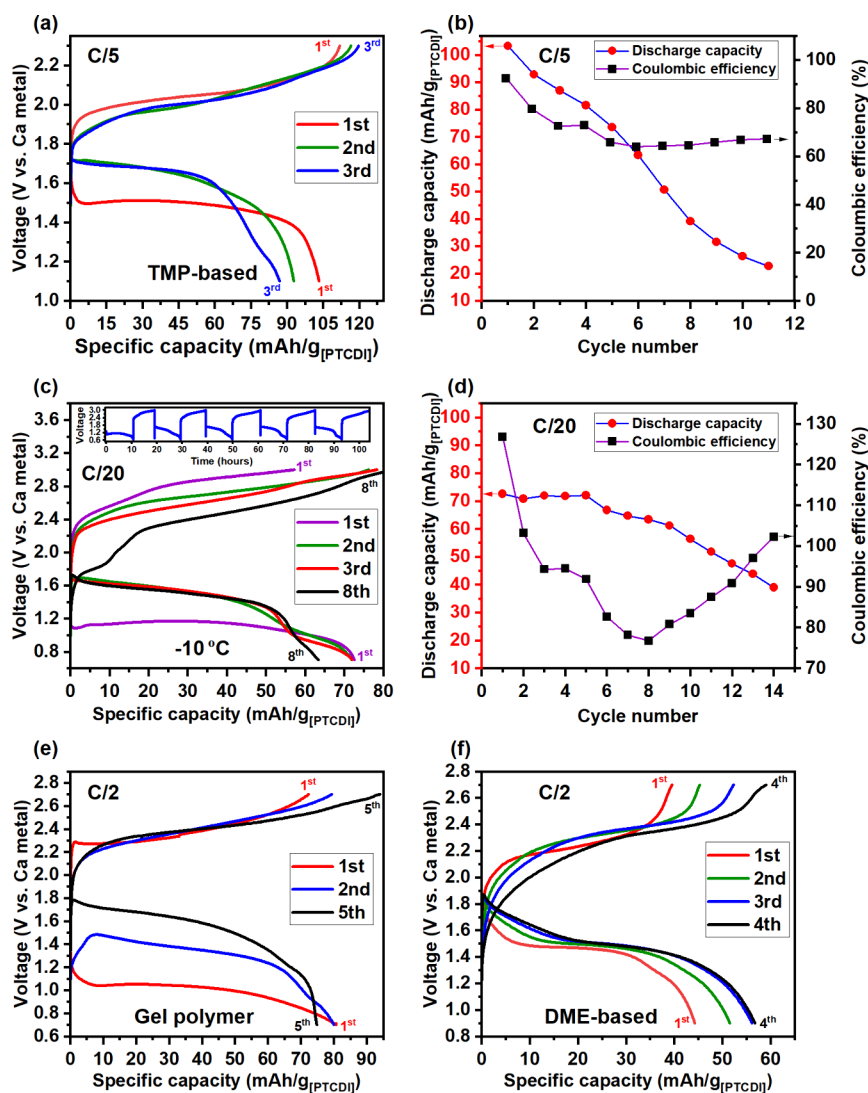 (a)
C/5
1st
3rd
2.2
2.0
1.8
1.6
1.4
1.2
1.0
Voltage (V vs. Ca metal)
1st
2nd
3rd
TMP-based
3rd
1st
0 15 30 45 60 75 90 105 120
Specific capacity (mAh/g[PTCDI])
(b)
C/5
Discharge capacity
Coulombic efficiency
100
90
80
70
60
50
40
30
20
10
Discharge capacity (mAh/g[PTCDI])
100
80
60
40
20
0
Coloumbic efficiency (%)
0 2 4 6 8 10 12
Cycle number
(c)
Voltage
3.0
2.4
1.8
1.2
0.6
0 10 20 30 40 50 60 70 80 90 100
Time (hours)
C/20
1st
8th
3.6
3.2
2.8
2.4
2.0
1.6
1.2
0.8
Voltage (V vs. Ca metal)
1st
2nd
3rd
8th
-10 ºC
8th
1st
0 10 20 30 40 50 60 70 80
Specific capacity (mAh/g[PTCDI])
(d)
C/20
Discharge capacity
Coulombic efficiency
100
90
80
70
60
50
40
30
20
10
Discharge capacity (mAh/g[PTCDI])
130
120
110
100
90
80
70
Coloumbic efficiency (%)
0 2 4 6 8 10 12 14
Cycle number
(e)
C/2
1st
5th
2.8
2.6
2.4
2.2
2.0
1.8
1.6
1.4
1.2
1.0
0.8
0.6
Voltage (V vs. Ca metal)
1st
2nd
5th
Gel polymer
5th
1st
0 10 20 30 40 50 60 70 80 90
Specific capacity (mAh/g[PTCDI])
(f)
C/2
1st
4th
2.8
2.6
2.4
2.2
2.0
1.8
1.6
1.4
1.2
1.0
0.8
Voltage (V vs. Ca metal)
1st
2nd
3rd
4th
DME-based
1st
4th
0 10 20 30 40 50 60
Specific capacity (mAh/g[PTCDI])